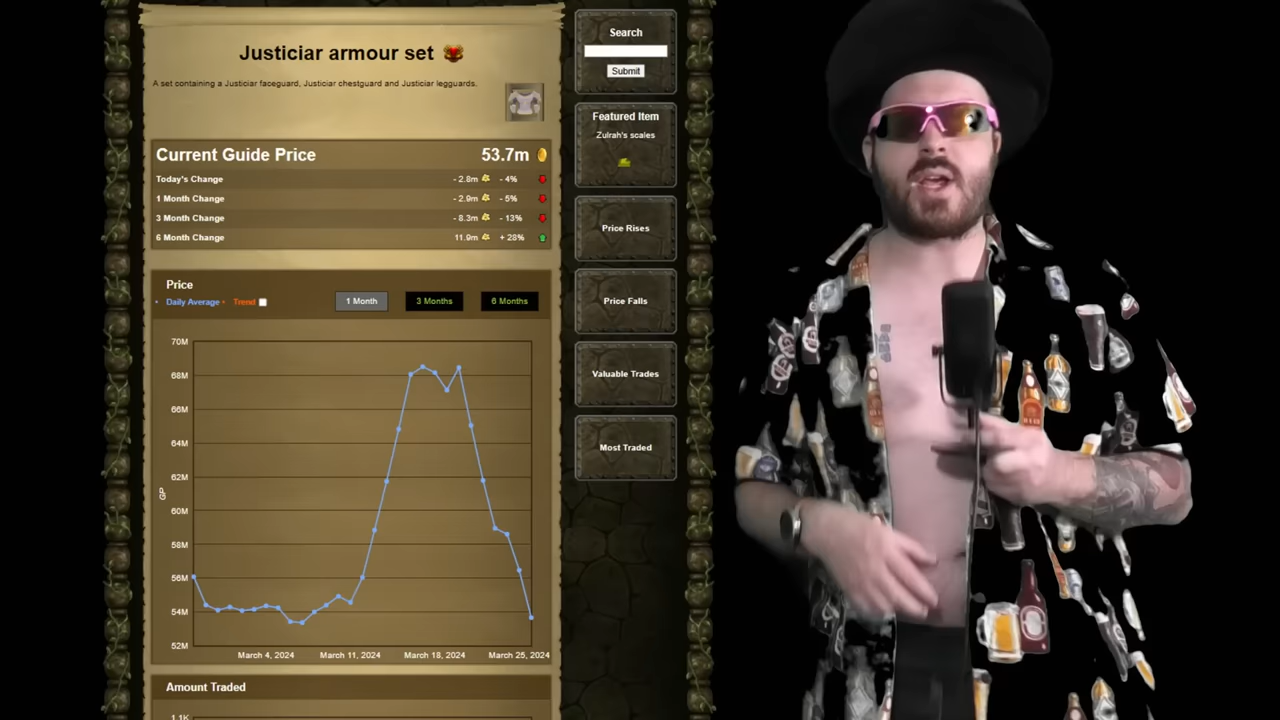 Justiciar armour set
A set containing a Justiciar faceguard, Justiciar chestguard and Justiciar legguards.
Current Guide Price 53.7m
Today's Change - 2.8m - 4%
1 Month Change - 2.9m - 5%
3 Month Change - 8.3m - 13%
6 Month Change 11.9m + 28%
Price
Daily Average Trend 1 Month 3 Months 6 Months
70M
68M
66M
64M
62M
60M
58M
56M
54M
52M
GP
March 4, 2024 March 11, 2024 March 18, 2024 March 25, 2024
Amount Traded
1.1K
Search
Submit
Featured Item
Zulrah's scales
Price Rises
Price Falls
Valuable Trades
Most Traded